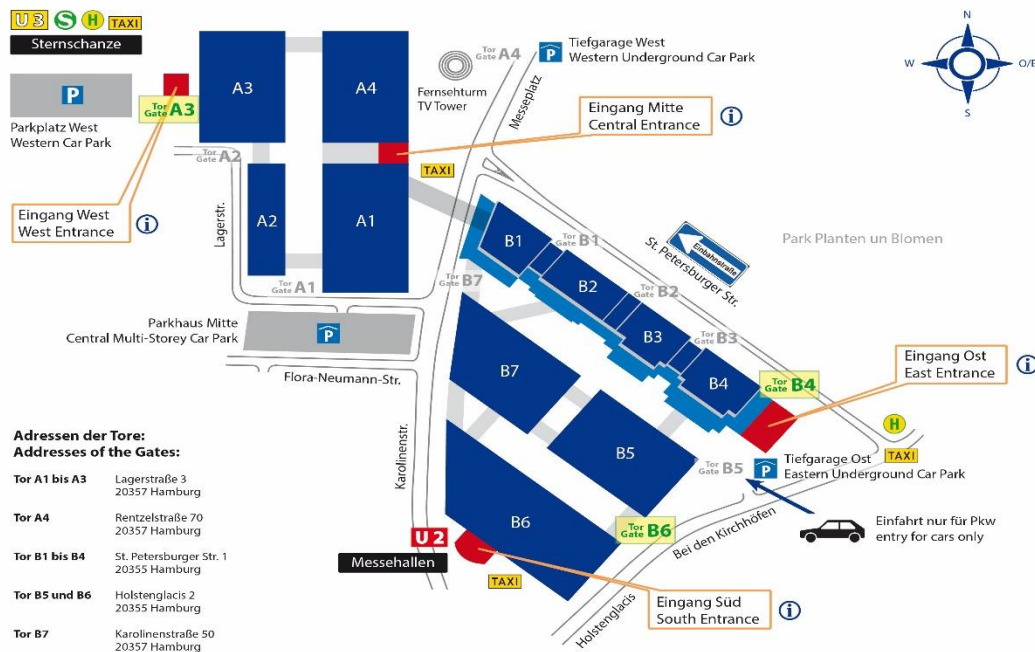 U3 S H TAXI
Sternschanze
P
Parkplatz West
Western Car Park
Tor
Gate A3
Eingang West
West Entrance
i
Tor
Gate A2
Lagerstr.
A3
A4
A2
A1
Tor
Gate A1
Fernsehturm
TV Tower
Tor
Gate A4
Messeplatz
P
Tiefgarage West
Western Underground Car Park
Eingang Mitte
Central Entrance
i
TAXI
N
W
O/E
S
B1
Tor
Gate B1
B2
Tor
Gate B2
B3
Tor
Gate B3
B4
Tor
Gate B4
Einbahnstraße
St. Petersburger Str.
Park Planten un Blomen
Eingang Ost
East Entrance
i
H
TAXI
Tor
Gate B7
Parkhaus Mitte
Central Multi-Storey Car Park
P
Flora-Neumann-Str.
Karolinenstr.
B7
B5
B6
Tor
Gate B5
P
Tiefgarage Ost
Eastern Underground Car Park
Einfahrt nur für Pkw
entry for cars only
Tor
Gate B6
Bei den Kirchhöfen
Holstenglacis
U2
Messehallen
TAXI
Eingang Süd
South Entrance
i
Adressen der Tore:
Addresses of the Gates:
Tor A1 bis A3 Lagerstraße 3
20357 Hamburg
Tor A4 Rentzelstraße 70
20357 Hamburg
Tor B1 bis B4 St. Petersburger Str. 1
20355 Hamburg
Tor B5 und B6 Holstenglacis 2
20355 Hamburg
Tor B7 Karolinenstraße 50
20357 Hamburg